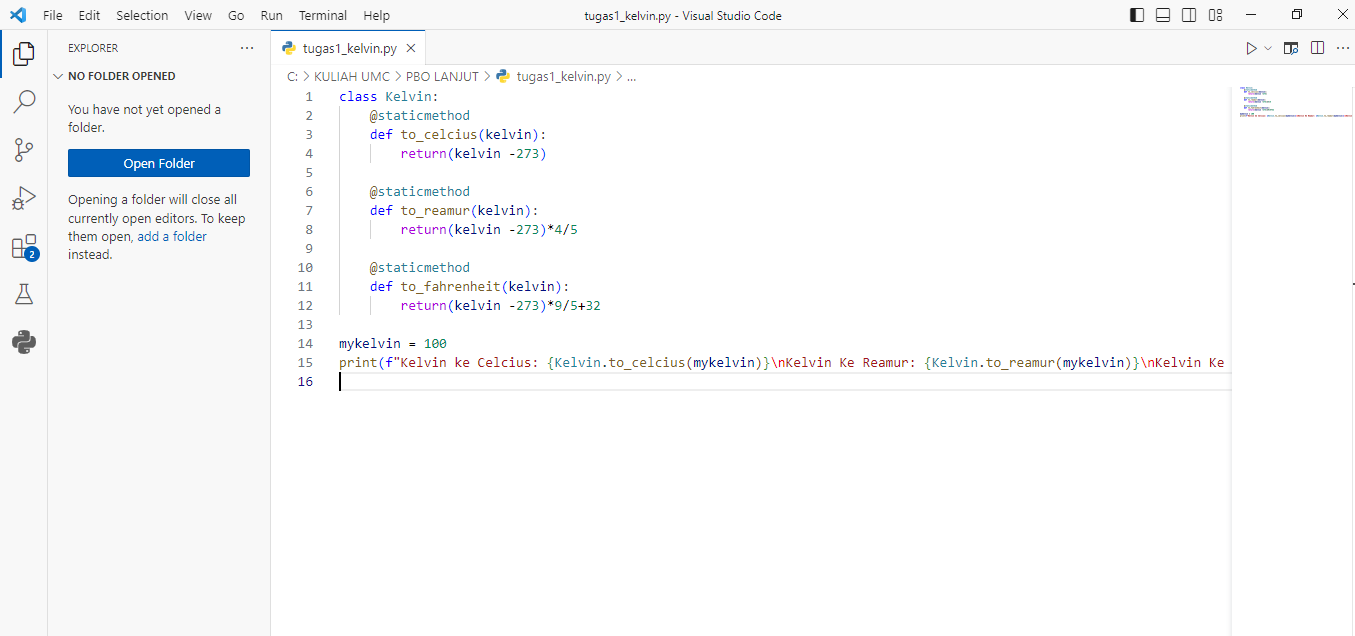 File Edit Selection View Go Run Terminal Help
tugas1_kelvin.py - Visual Studio Code
EXPLORER
NO FOLDER OPENED
You have not yet opened a
folder.
Open Folder
Opening a folder will close all
currently open editors. To keep
them open, add a folder
instead.
2
tugas1_kelvin.py
C: > KULIAH UMC > PBO LANJUT > tugas1_kelvin.py > ...
1 class Kelvin:
2     @staticmethod
3     def to_celcius(kelvin):
4         return(kelvin -273)
5
6     @staticmethod
7     def to_reamur(kelvin):
8         return(kelvin -273)*4/5
9
10     @staticmethod
11     def to_fahrenheit(kelvin):
12         return(kelvin -273)*9/5+32
13
14 mykelvin = 100
15 print(f"Kelvin ke Celcius: {Kelvin.to_celcius(mykelvin)}\nKelvin Ke Reamur: {Kelvin.to_reamur(mykelvin)}\nKelvin Ke
16